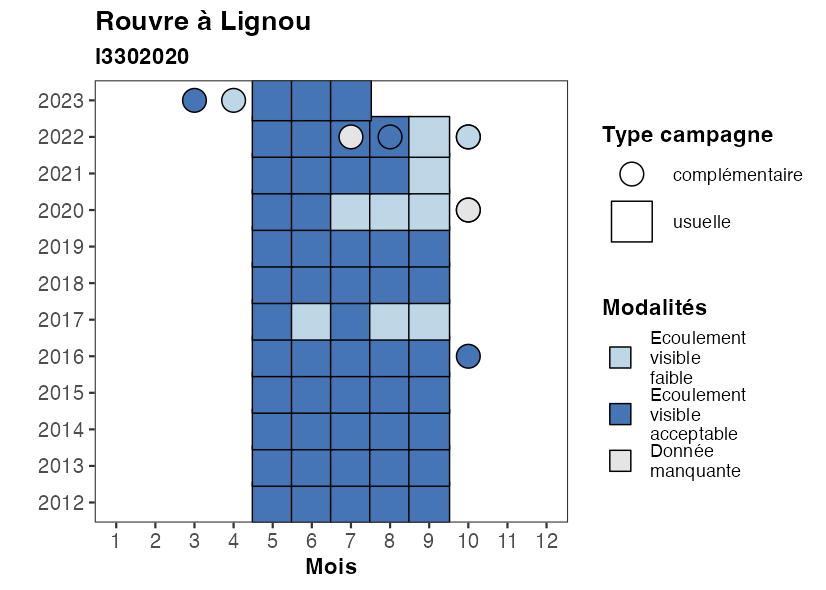 Rouvre à Lignou
I3302020
2023
2022
2021
2020
2019
2018
2017
2016
2015
2014
2013
2012
1 2 3 4 5 6 7 8 9 10 11 12
Mois
Type campagne
complémentaire
usuelle
Modalités
Ecoulement
visible
faible
Ecoulement
visible
acceptable
Donnée
manquante